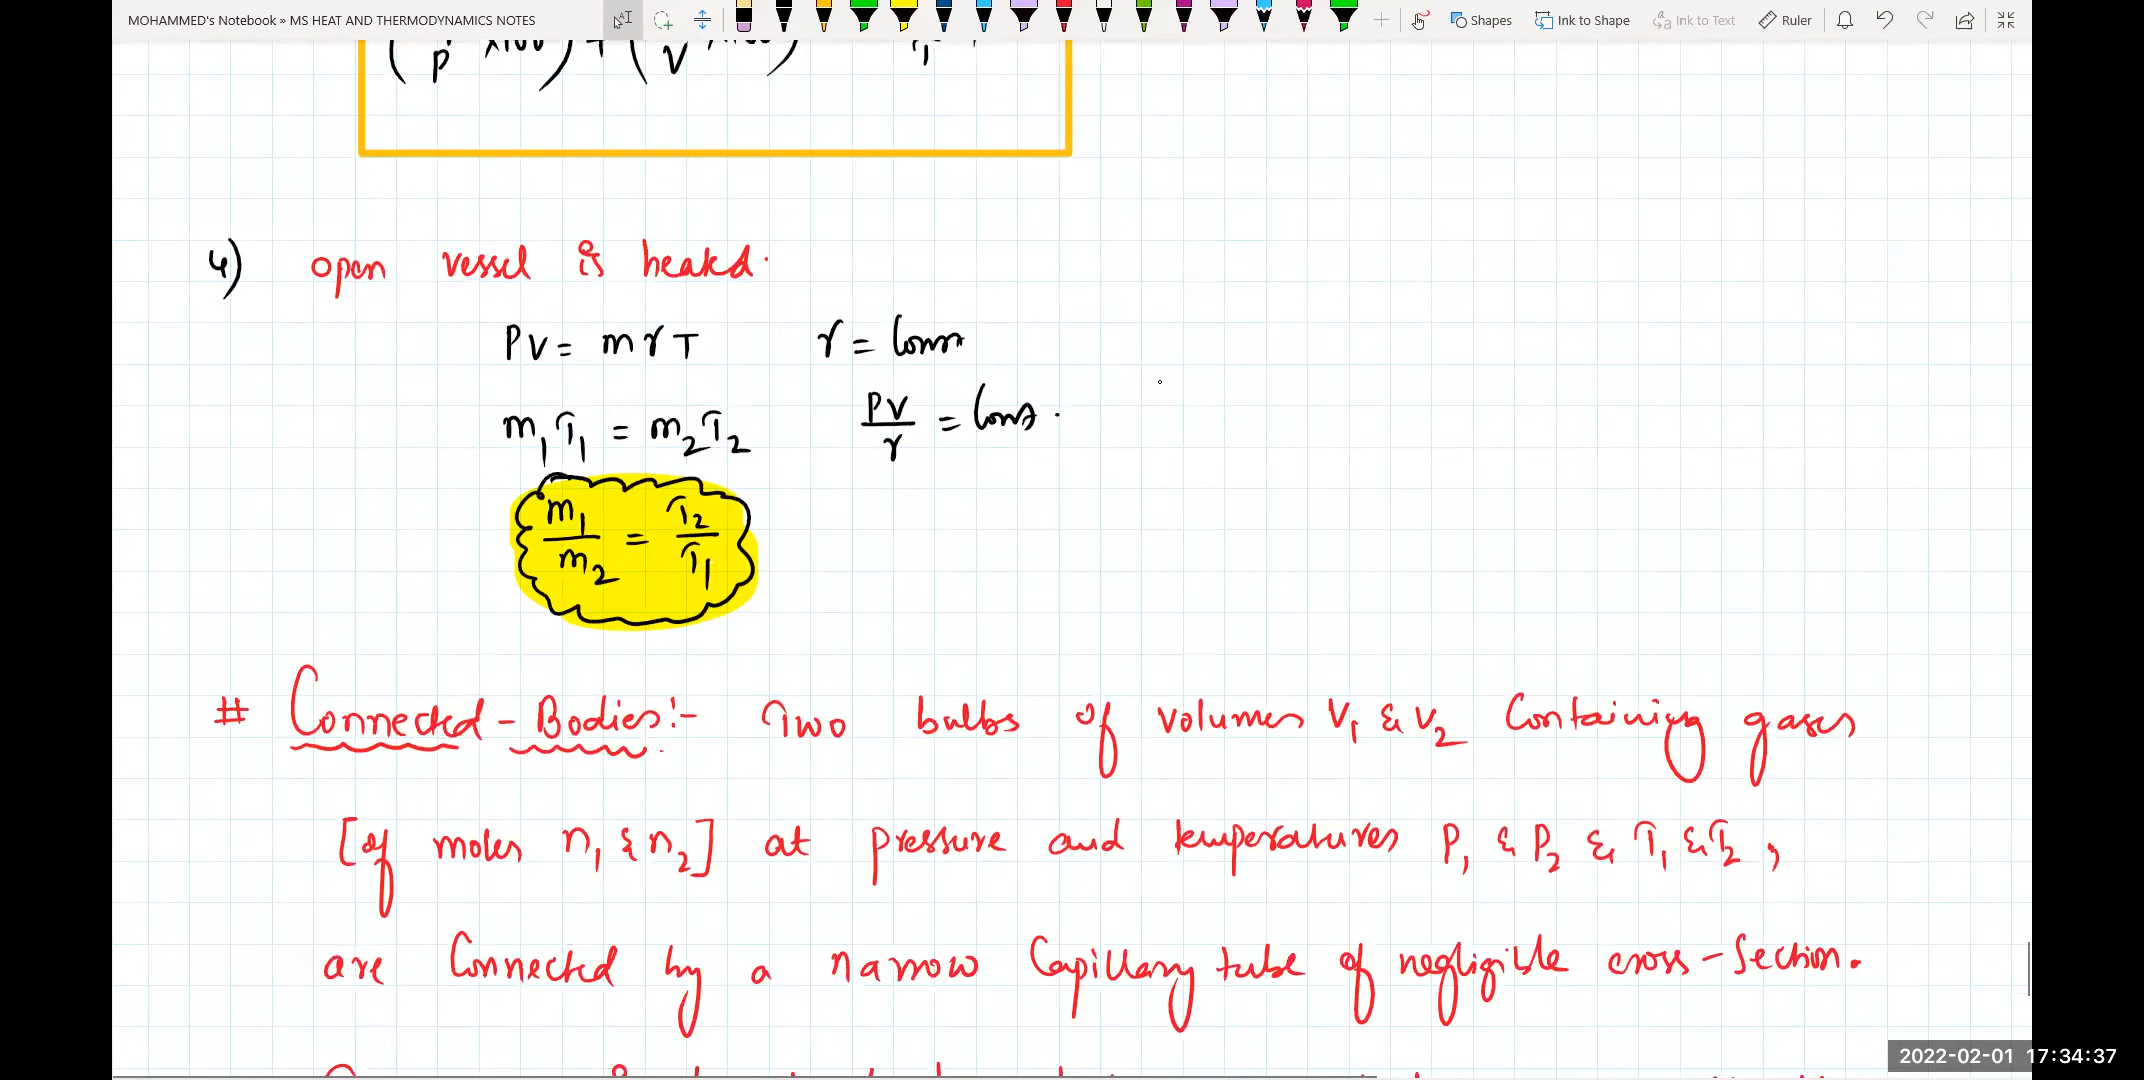 MOHAMMED's Notebook » MS HEAT AND THERMODYNAMICS NOTES
Shapes Ink to Shape Ink to Text Ruler
4) open vessel is heated.
PV = mrT r = Const
m₁T₁ = m₂T₂ PV/r = Const.
m₁/m₂ = T₂/T₁
# Connected - Bodies :- Two bulbs of volumes V₁ & V₂ Containing gases
[of moles n₁ & n₂] at pressure and temperatures P₁ & P₂ & T₁ & T₂ ,
are Connected by a narrow Capillary tube of negligible cross-Section.
2022-02-01 17:34:37